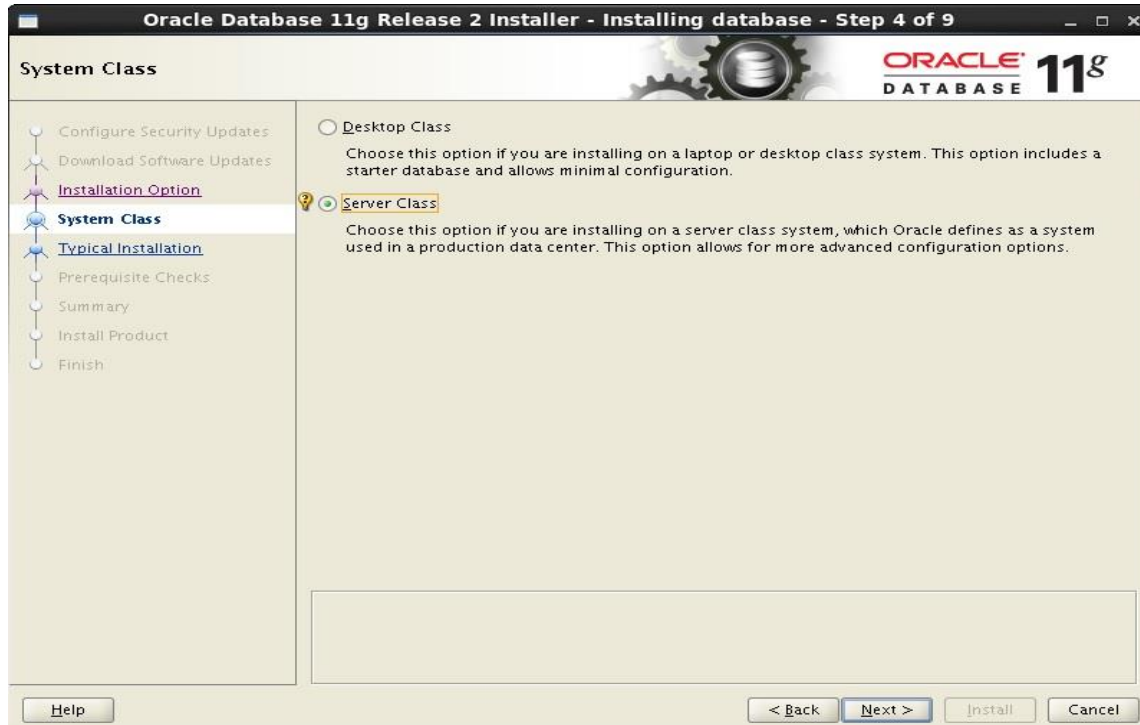 Oracle Database 11g Release 2 Installer - Installing database - Step 4 of 9
System Class
ORACLE
DATABASE
11g
Configure Security Updates
Download Software Updates
Installation Option
System Class
Typical Installation
Prerequisite Checks
Summary
Install Product
Finish
Desktop Class
Choose this option if you are installing on a laptop or desktop class system. This option includes a
starter database and allows minimal configuration.
Server Class
Choose this option if you are installing on a server class system, which Oracle defines as a system
used in a production data center. This option allows for more advanced configuration options.
Help
< Back
Next >
Install
Cancel